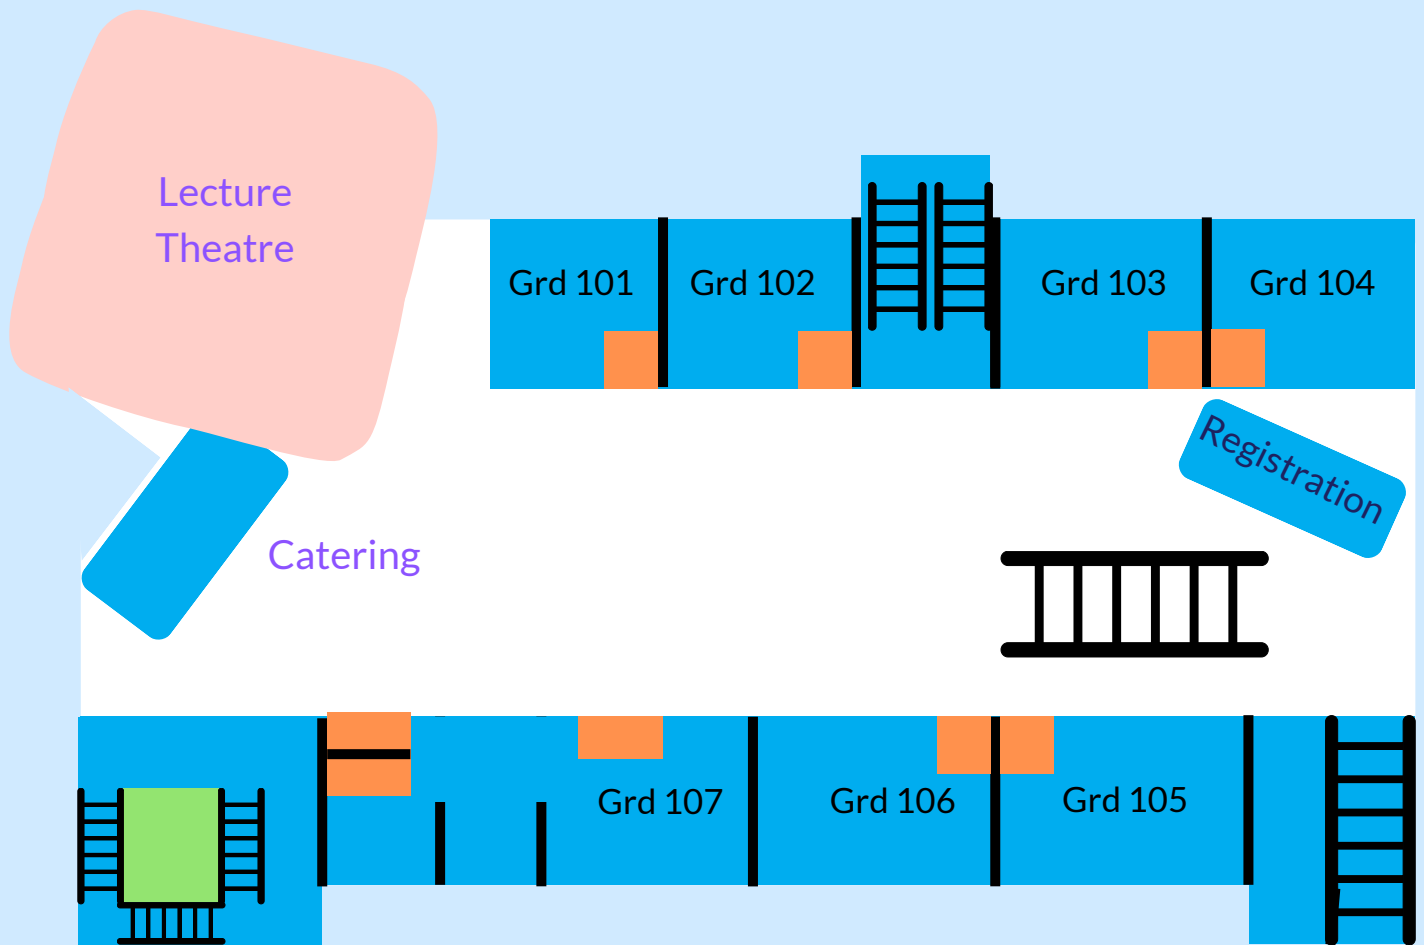 Lecture
Theatre
Grd 101
Grd 102
Grd 103
Grd 104
Registration
Catering
Grd 107
Grd 106
Grd 105